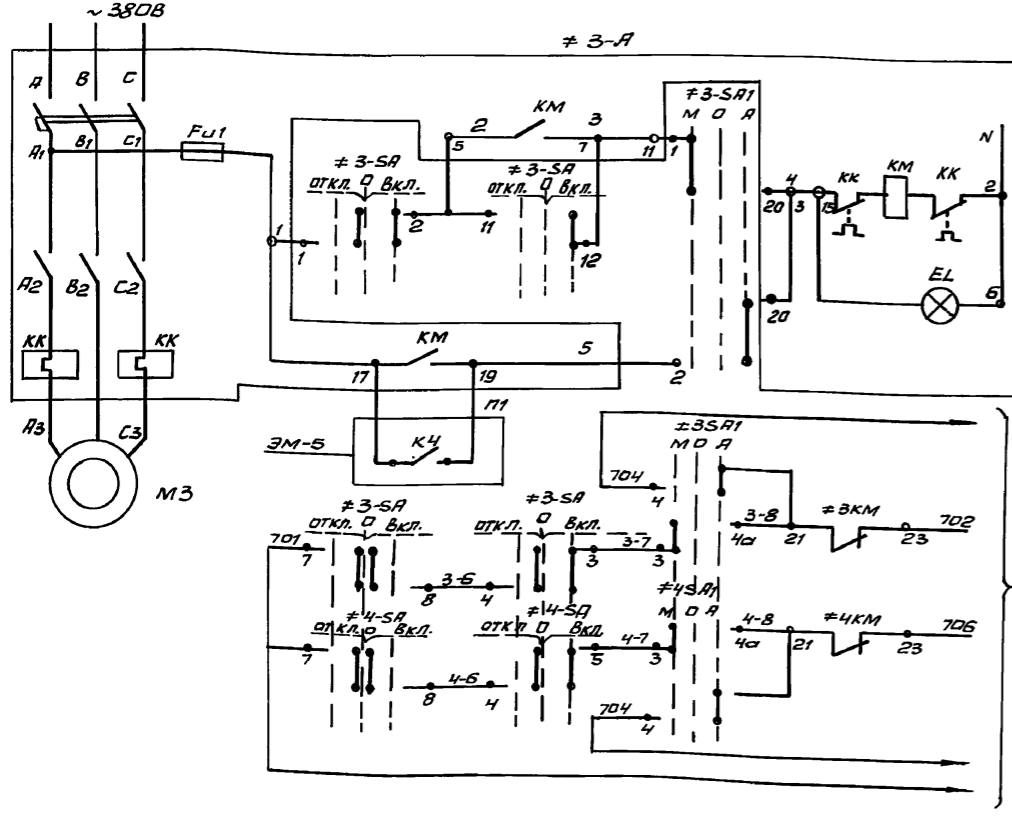 ~ 380В
≠ 3-А
А В С
А1 В1 С1
Fu1
≠ 3-SA
ОТКЛ. О ВКЛ.
2 КМ 3
5 7 11 1
≠ 3-SA
ОТКЛ. О ВКЛ.
≠ 3-SA1
М О А
N
1 1 2 11 12
20 4 3 15 КК КМ КК 2
EL 6
20
А2 В2 С2
КК КК
17 КМ 19 5 2
П1
А3 С3
М3
ЭМ-5
К4
≠3SA1
М О А
704
4
≠ 3-SA
ОТКЛ. О ВКЛ.
≠ 3-SA
ОТКЛ. О ВКЛ.
701
7
8 3-6 4
3 3-7 3
3-8
4а 21
≠3КМ
23 702
≠ 4-SA
ОТКЛ. О ВКЛ.
≠4-SA
ОТКЛ О ВКЛ.
≠4SA1
М О А
7
8 4-6 4
5 4-7 3
4-8
4а 21
≠4КМ
23 706
704
4